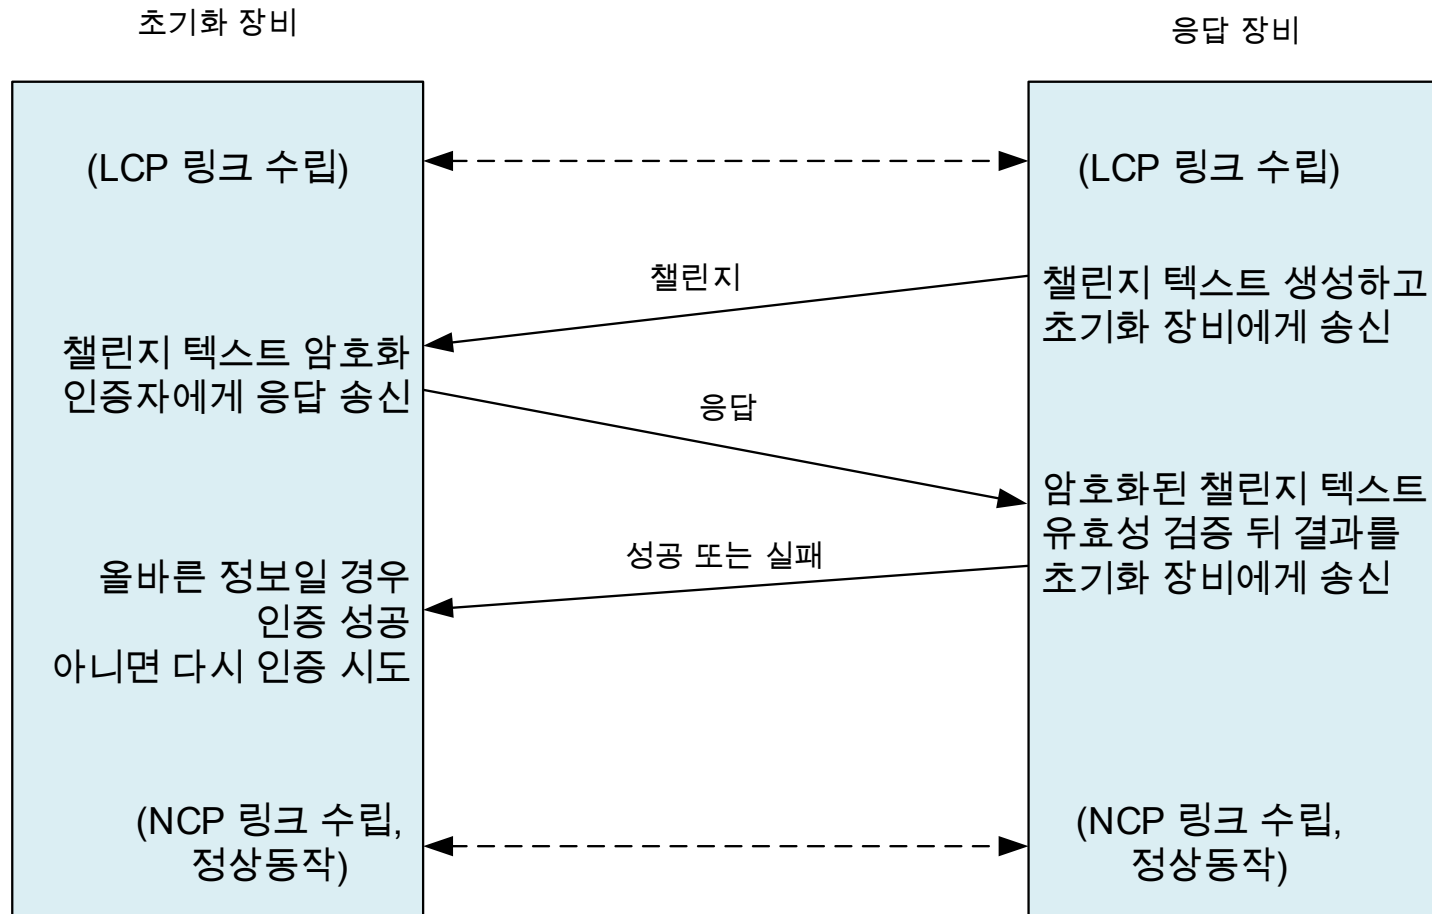 초기화 장비
응답 장비
(LCP 링크 수립)
(LCP 링크 수립)
챌린지
챌린지 텍스트 생성하고
초기화 장비에게 송신
챌린지 텍스트 암호화
인증자에게 응답 송신
응답
암호화된 챌린지 텍스트
유효성 검증 뒤 결과를
초기화 장비에게 송신
성공 또는 실패
올바른 정보일 경우
인증 성공
아니면 다시 인증 시도
(NCP 링크 수립,
정상동작)
(NCP 링크 수립,
정상동작)